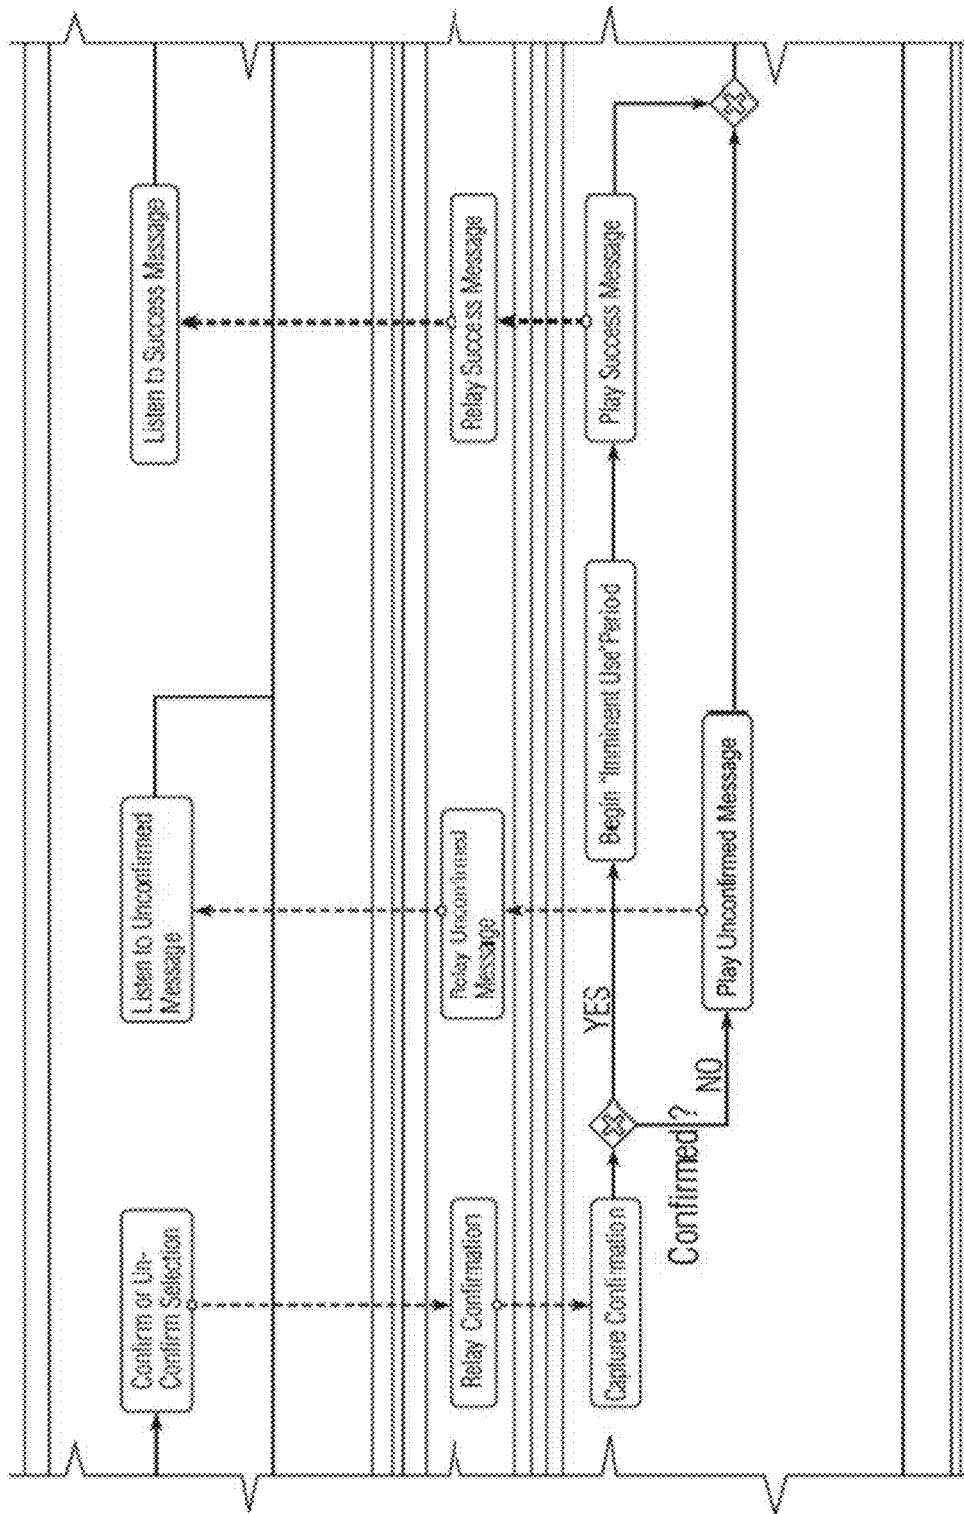 Confirm or Un-
Confirm Selection
Listen to Unconfirmed
Message
Listen to Success Message
Relay Confirmation
Relay Unconfirmed
Message
Relay Success Message
Capture Confirmation
YES
Begin "Imminent Use" Period
Play Success Message
Confirmed?
NO
Play Unconfirmed Message